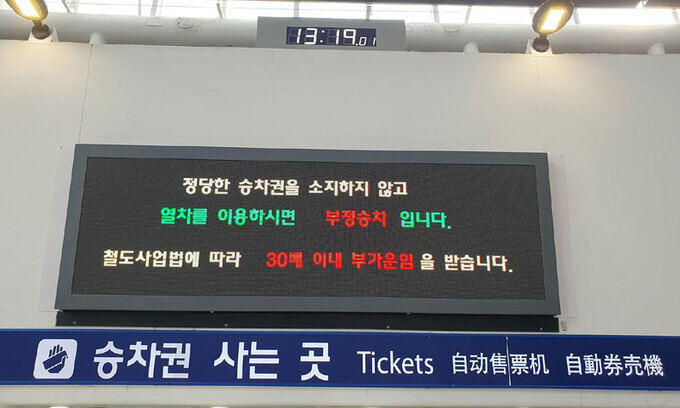 13:19.01
정당한 승차권을 소지하지 않고
열차를 이용하시면 부정승차 입니다.
철도사업법에 따라 30배 이내 부가운임 을 받습니다.
승차권 사는 곳 Tickets 自动售票机 自動券売機